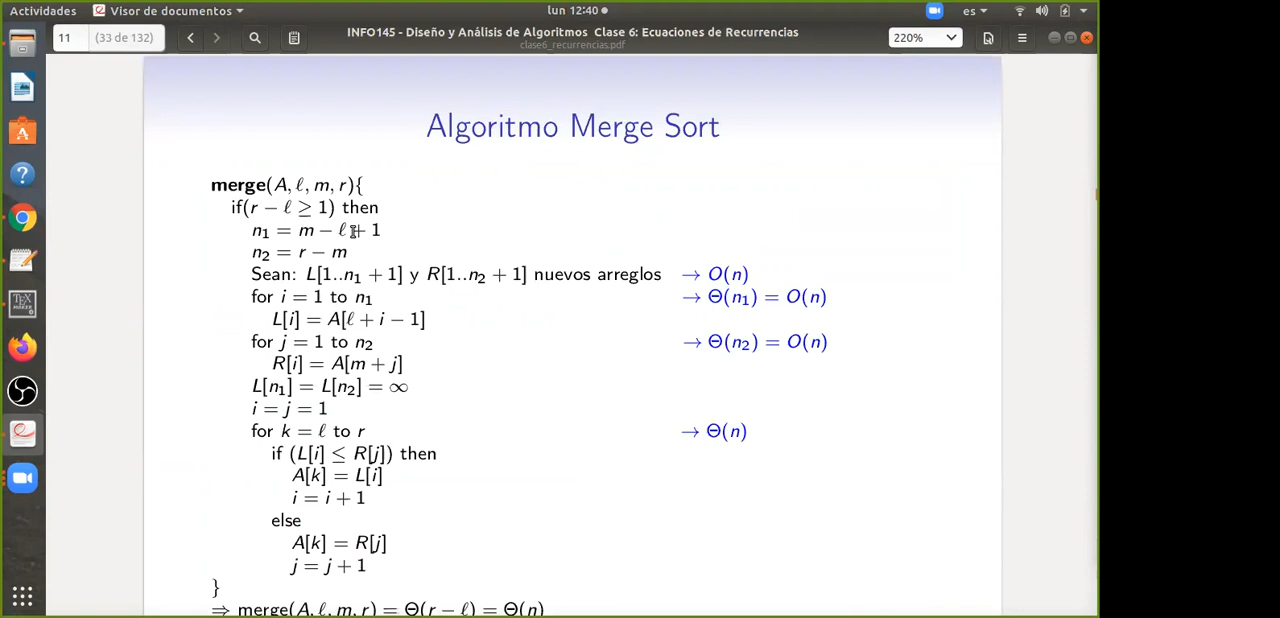 Actividades Visor de documentos lun 12:40 es
11 (33 de 132) INFO145 - Diseño y Análisis de Algoritmos Clase 6: Ecuaciones de Recurrencias 220%
clase6_recurrencias.pdf
Algoritmo Merge Sort
merge(A, ℓ, m, r){
if(r − ℓ ≥ 1) then
n₁ = m − ℓ + 1
n₂ = r − m
Sean: L[1..n₁ + 1] y R[1..n₂ + 1] nuevos arreglos → O(n)
for i = 1 to n₁ → Θ(n₁) = O(n)
L[i] = A[ℓ + i − 1]
for j = 1 to n₂ → Θ(n₂) = O(n)
R[i] = A[m + j]
L[n₁] = L[n₂] = ∞
i = j = 1
for k = ℓ to r → Θ(n)
if (L[i] ≤ R[j]) then
A[k] = L[i]
i = i + 1
else
A[k] = R[j]
j = j + 1
}
⇒ merge(A, ℓ, m, r) = Θ(r − ℓ) = Θ(n)